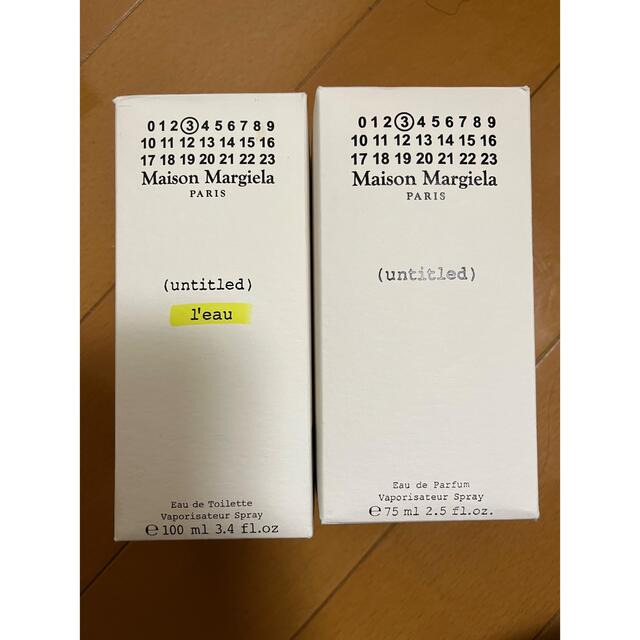 0 1 2 3 4 5 6 7 8 9
10 11 12 13 14 15 16
17 18 19 20 21 22 23
Maison Margiela
PARIS
(untitled)
l'eau
Eau de Toilette
Vaporisateur Spray
e 100 ml 3.4 fl.oz
0 1 2 3 4 5 6 7 8 9
10 11 12 13 14 15 16
17 18 19 20 21 22 23
Maison Margiela
PARIS
(untitled)
Eau de Parfum
Vaporisateur Spray
e 75 ml 2.5 fl.oz.